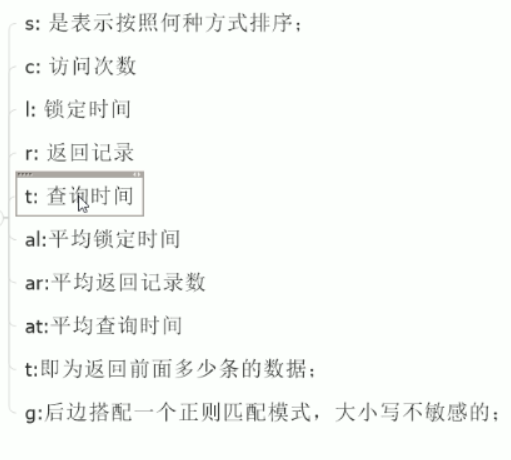 s: 是表示按照何种方式排序；
c: 访问次数
l: 锁定时间
r: 返回记录
t: 查询时间
al:平均锁定时间
ar:平均返回记录数
at:平均查询时间
t:即为返回前面多少条的数据；
g:后边搭配一个正则匹配模式，大小写不敏感的；